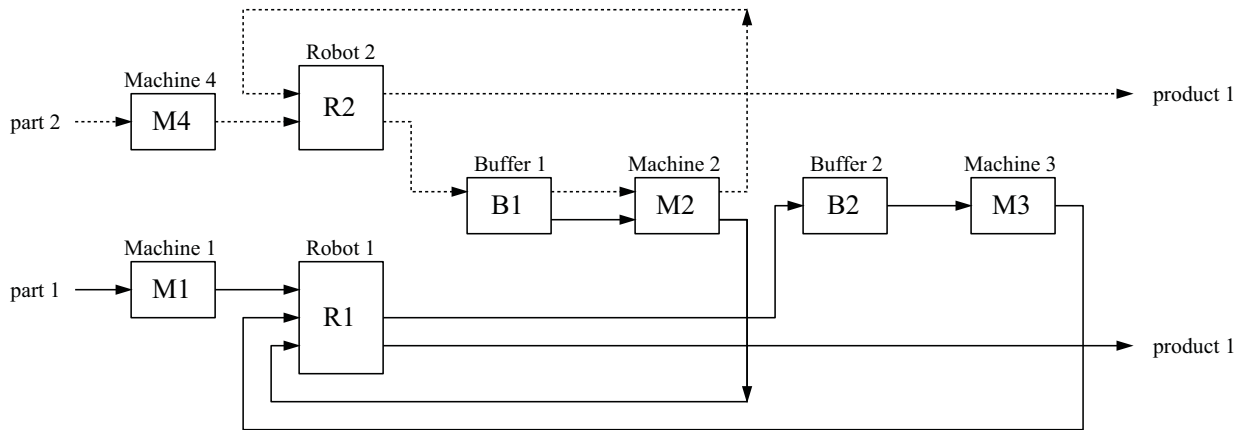 Robot 2
Machine 4
R2
product 1
part 2
M4
Buffer 1
Machine 2
Buffer 2
Machine 3
B1
M2
B2
M3
Machine 1
Robot 1
part 1
M1
R1
product 1